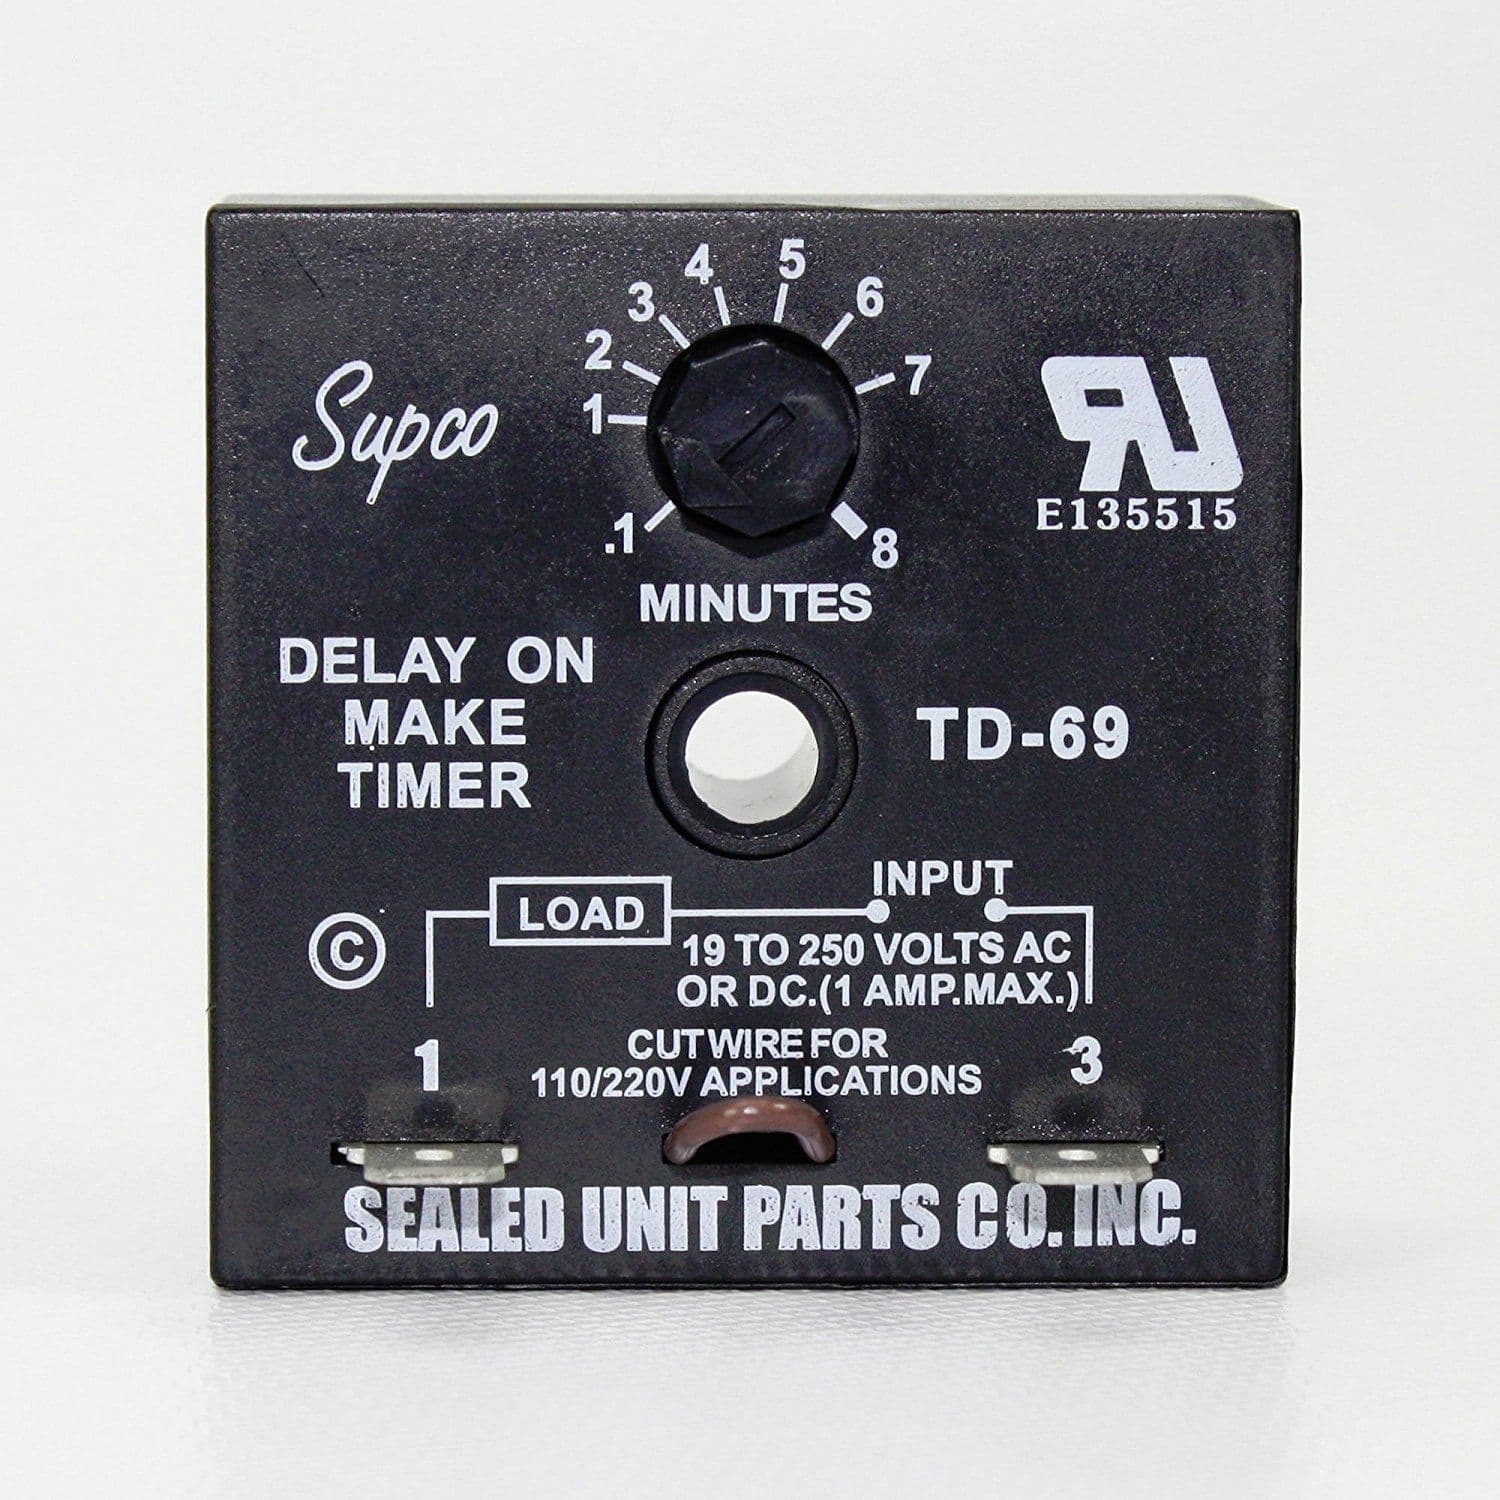 4 5
3 6
2 7
1
.1 8
MINUTES
Supco
E135515
DELAY ON
MAKE
TIMER
TD-69
INPUT
LOAD
©
19 TO 250 VOLTS AC
OR DC.(1 AMP.MAX.)
CUT WIRE FOR
110/220V APPLICATIONS
1 3
SEALED UNIT PARTS CO. INC.